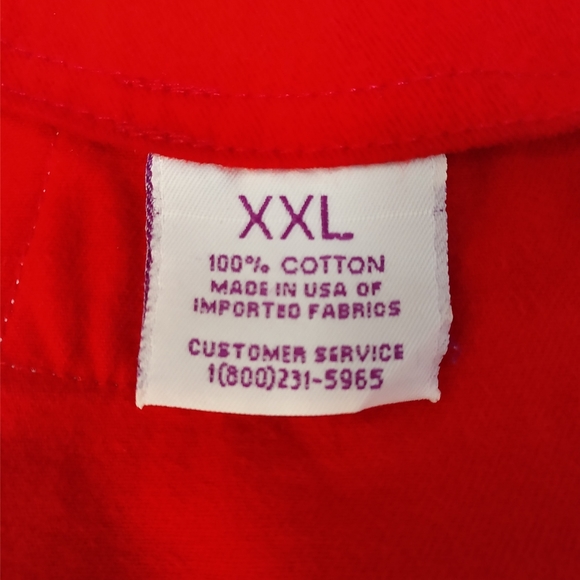 XXL
100% COTTON
MADE IN USA OF
IMPORTED FABRICS
CUSTOMER SERVICE
1(800)231-5965